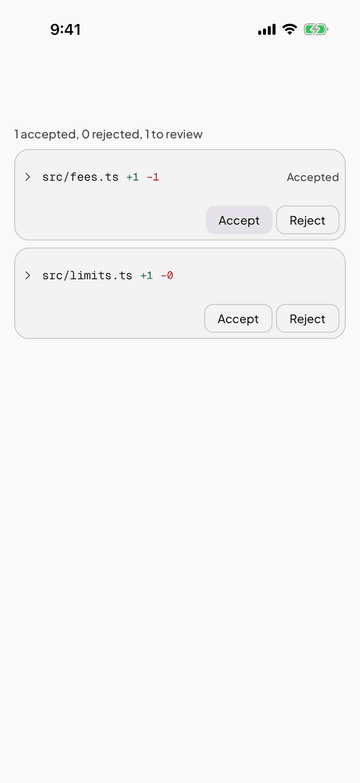 9:41
1 accepted, 0 rejected, 1 to review
src/fees.ts +1 -1 Accepted
Accept Reject
src/limits.ts +1 -0
Accept Reject